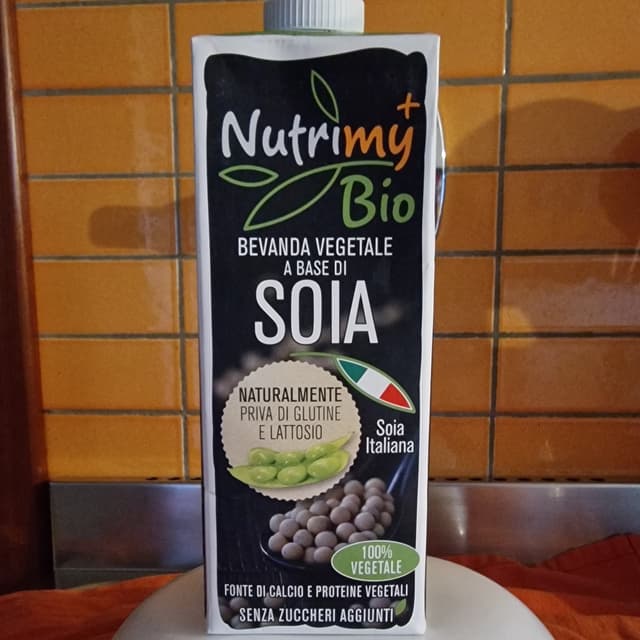 Nutrimy+
Bio
BEVANDA VEGETALE
A BASE DI
SOIA
NATURALMENTE
PRIVA DI GLUTINE
E LATTOSIO
Soia
Italiana
100%
VEGETALE
FONTE DI CALCIO E PROTEINE VEGETALI
SENZA ZUCCHERI AGGIUNTI